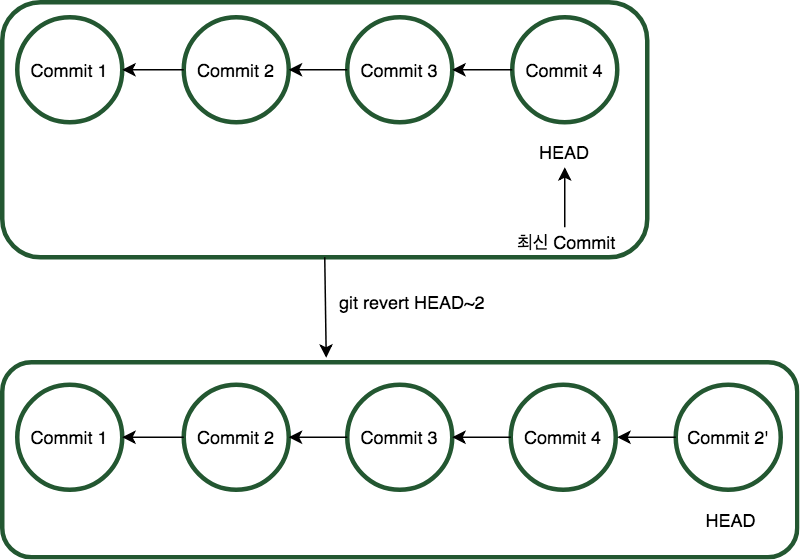 Commit 1
Commit 2
Commit 3
Commit 4
HEAD
최신 Commit
git revert HEAD~2
Commit 1
Commit 2
Commit 3
Commit 4
Commit 2'
HEAD